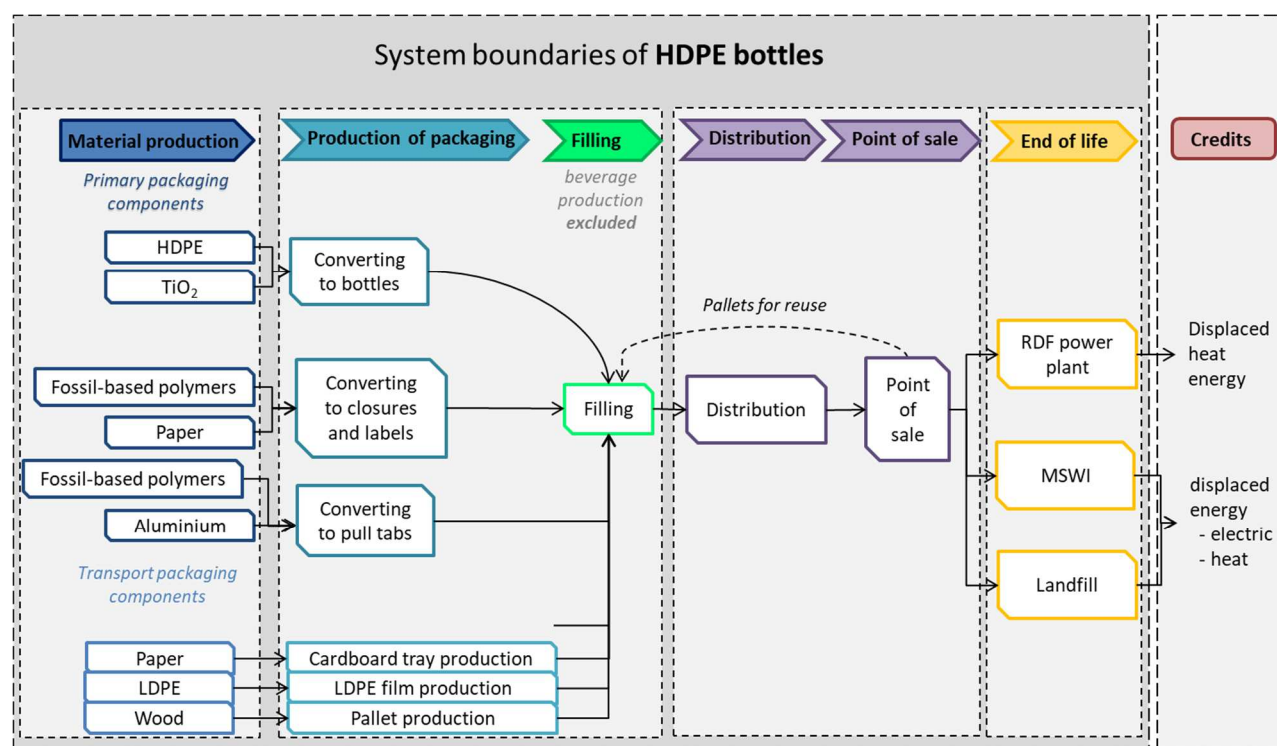 System boundaries of HDPE bottles
Material production
Production of packaging
Filling
Distribution
Point of sale
End of life
Credits
Primary packaging
components
beverage
production
excluded
HDPE
TiO₂
Converting
to bottles
Pallets for reuse
Fossil-based polymers
Paper
Converting
to closures
and labels
Filling
Distribution
Point
of
sale
RDF power
plant
Displaced
heat
energy
Fossil-based polymers
Aluminium
Converting
to pull tabs
MSWI
Landfill
displaced
energy
- electric
- heat
Transport packaging
components
Paper
Cardboard tray production
LDPE
LDPE film production
Wood
Pallet production